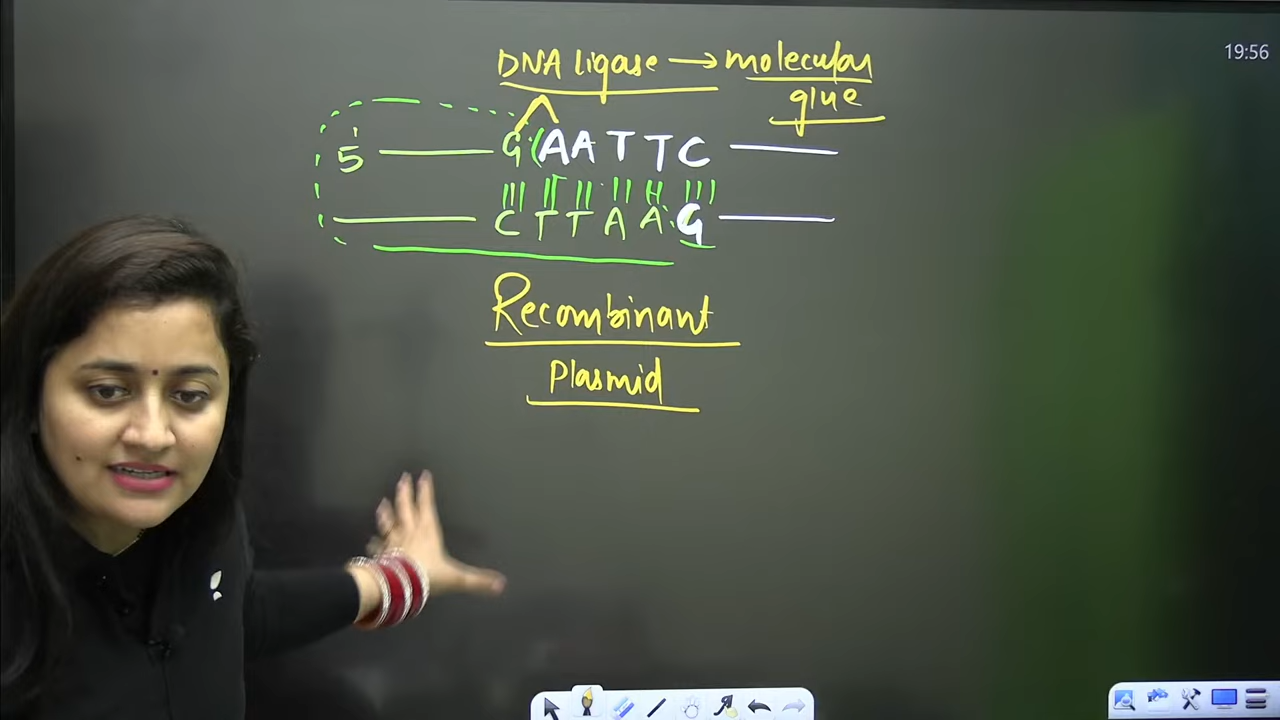 19:56
DNA ligase → molecular
glue
5' G AATTC
CTTAAG
Recombinant
Plasmid